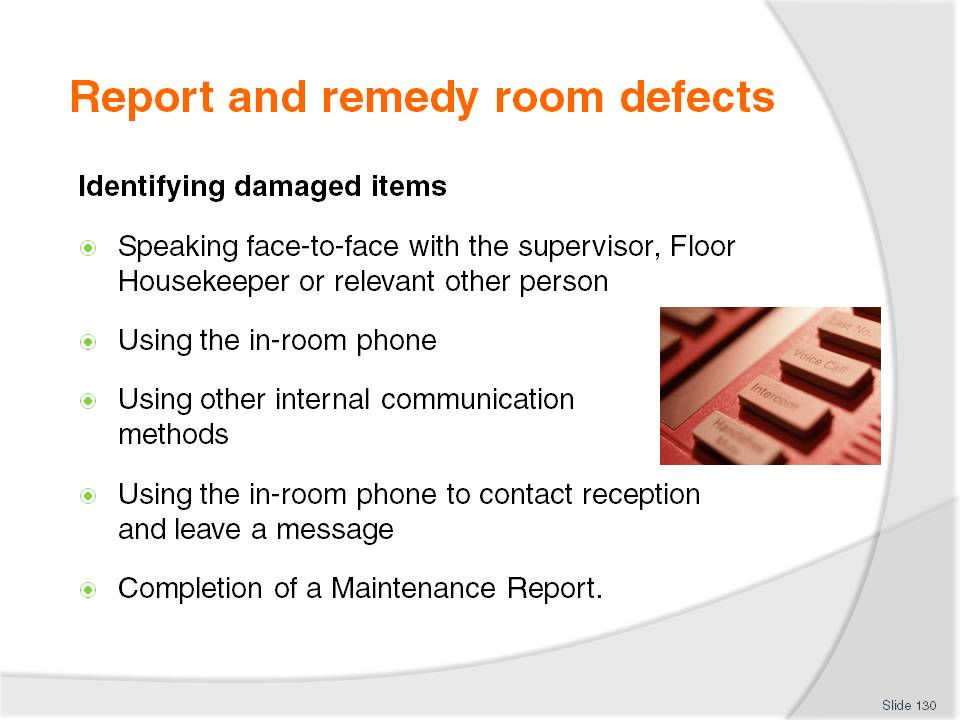 Report and remedy room defects
Identifying damaged items
Speaking face-to-face with the supervisor, Floor
Housekeeper or relevant other person
Using the in-room phone
Using other internal communication
methods
Using the in-room phone to contact reception
and leave a message
Completion of a Maintenance Report.
Last No.
Voice Call
Intercom
Handsfree
Mute
Slide 130